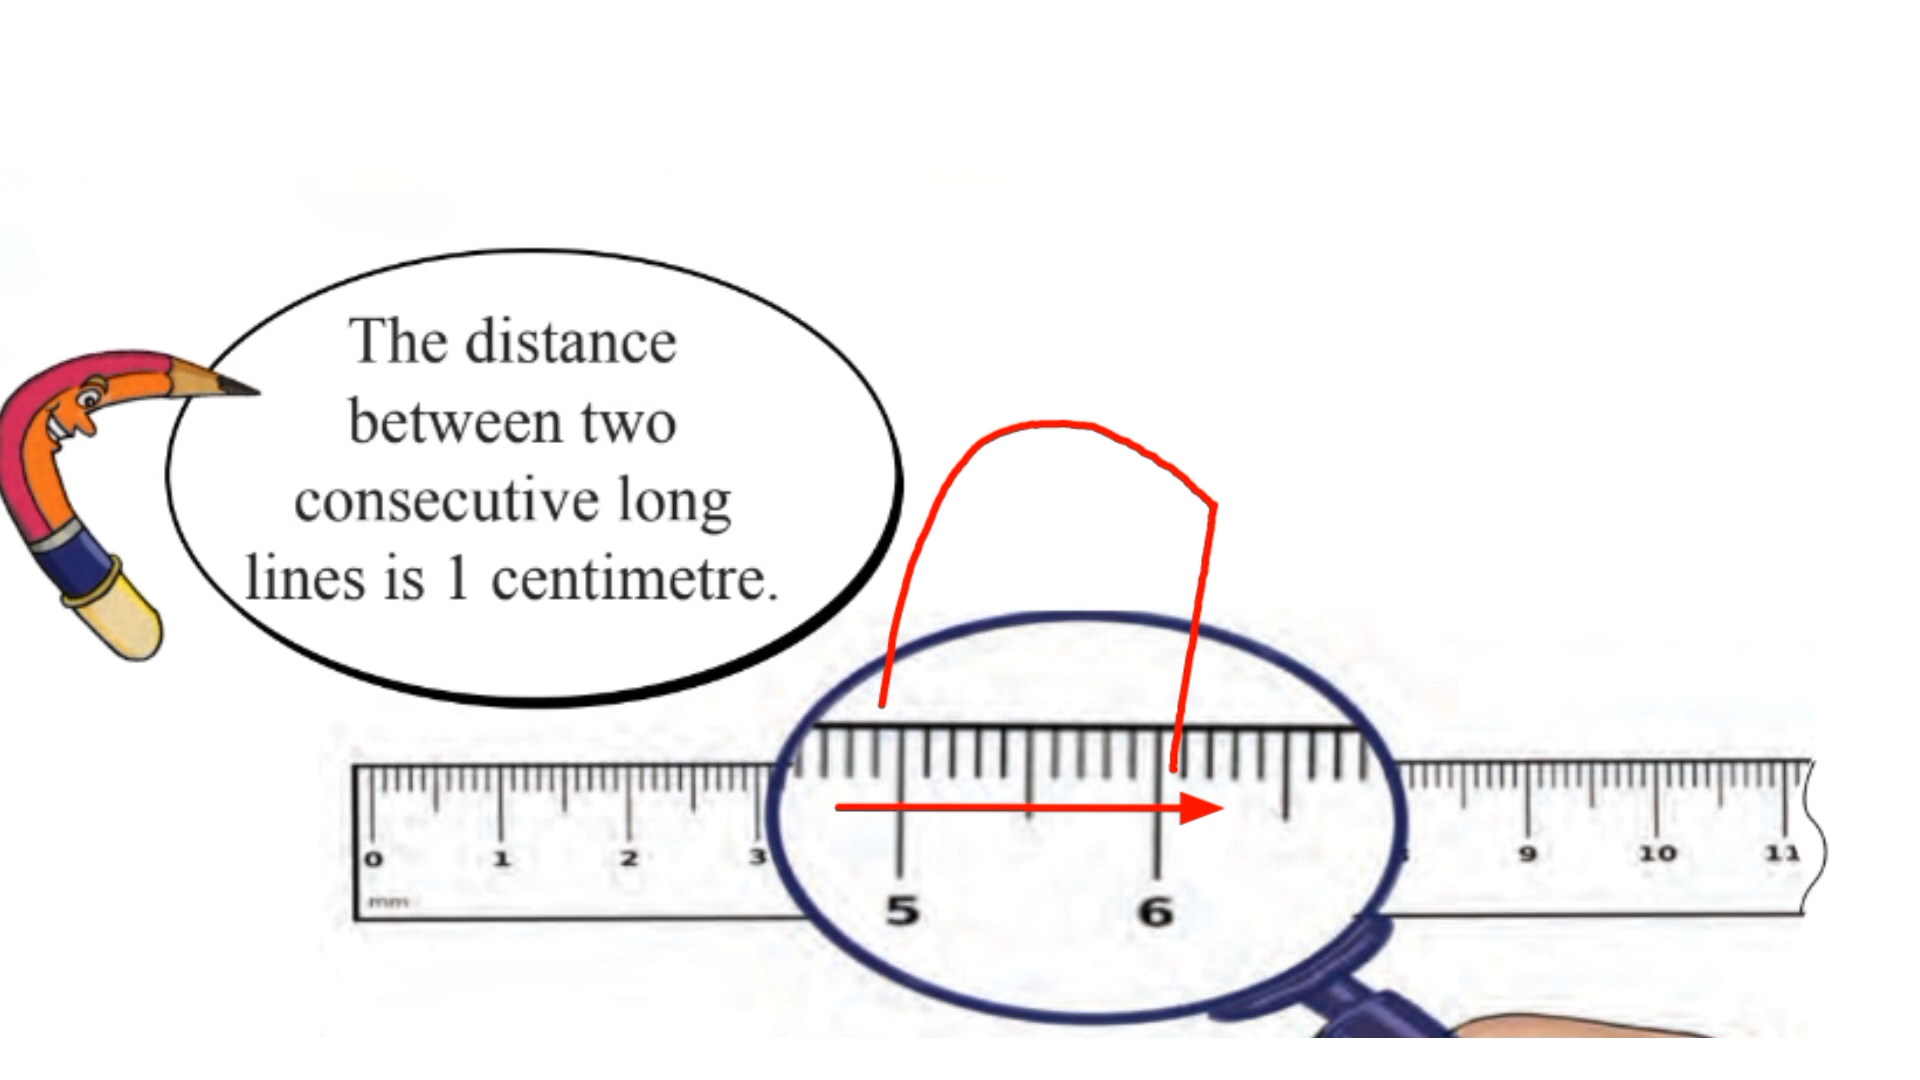 The distance
between two
consecutive long
lines is 1 centimetre.
0 1 2 3 5 6 9 10 11
mm